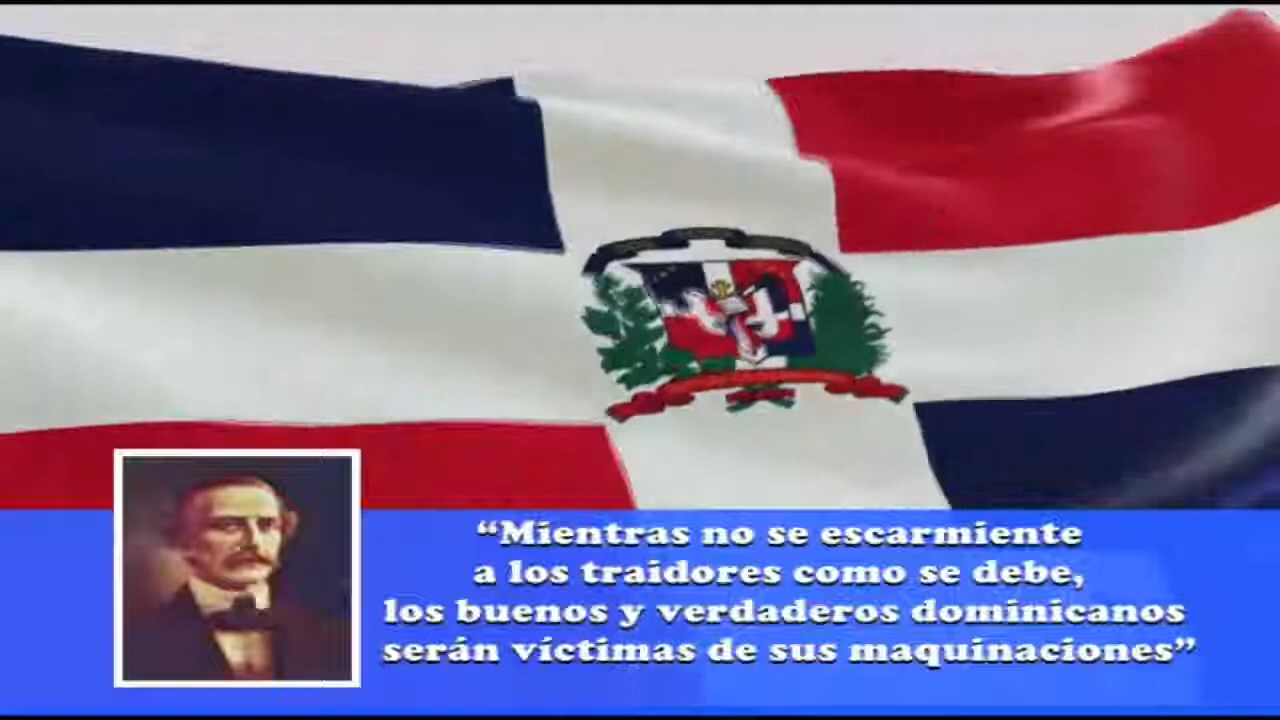 “Mientras no se escarmiente
a los traidores como se debe,
los buenos y verdaderos dominicanos
serán víctimas de sus maquinaciones”